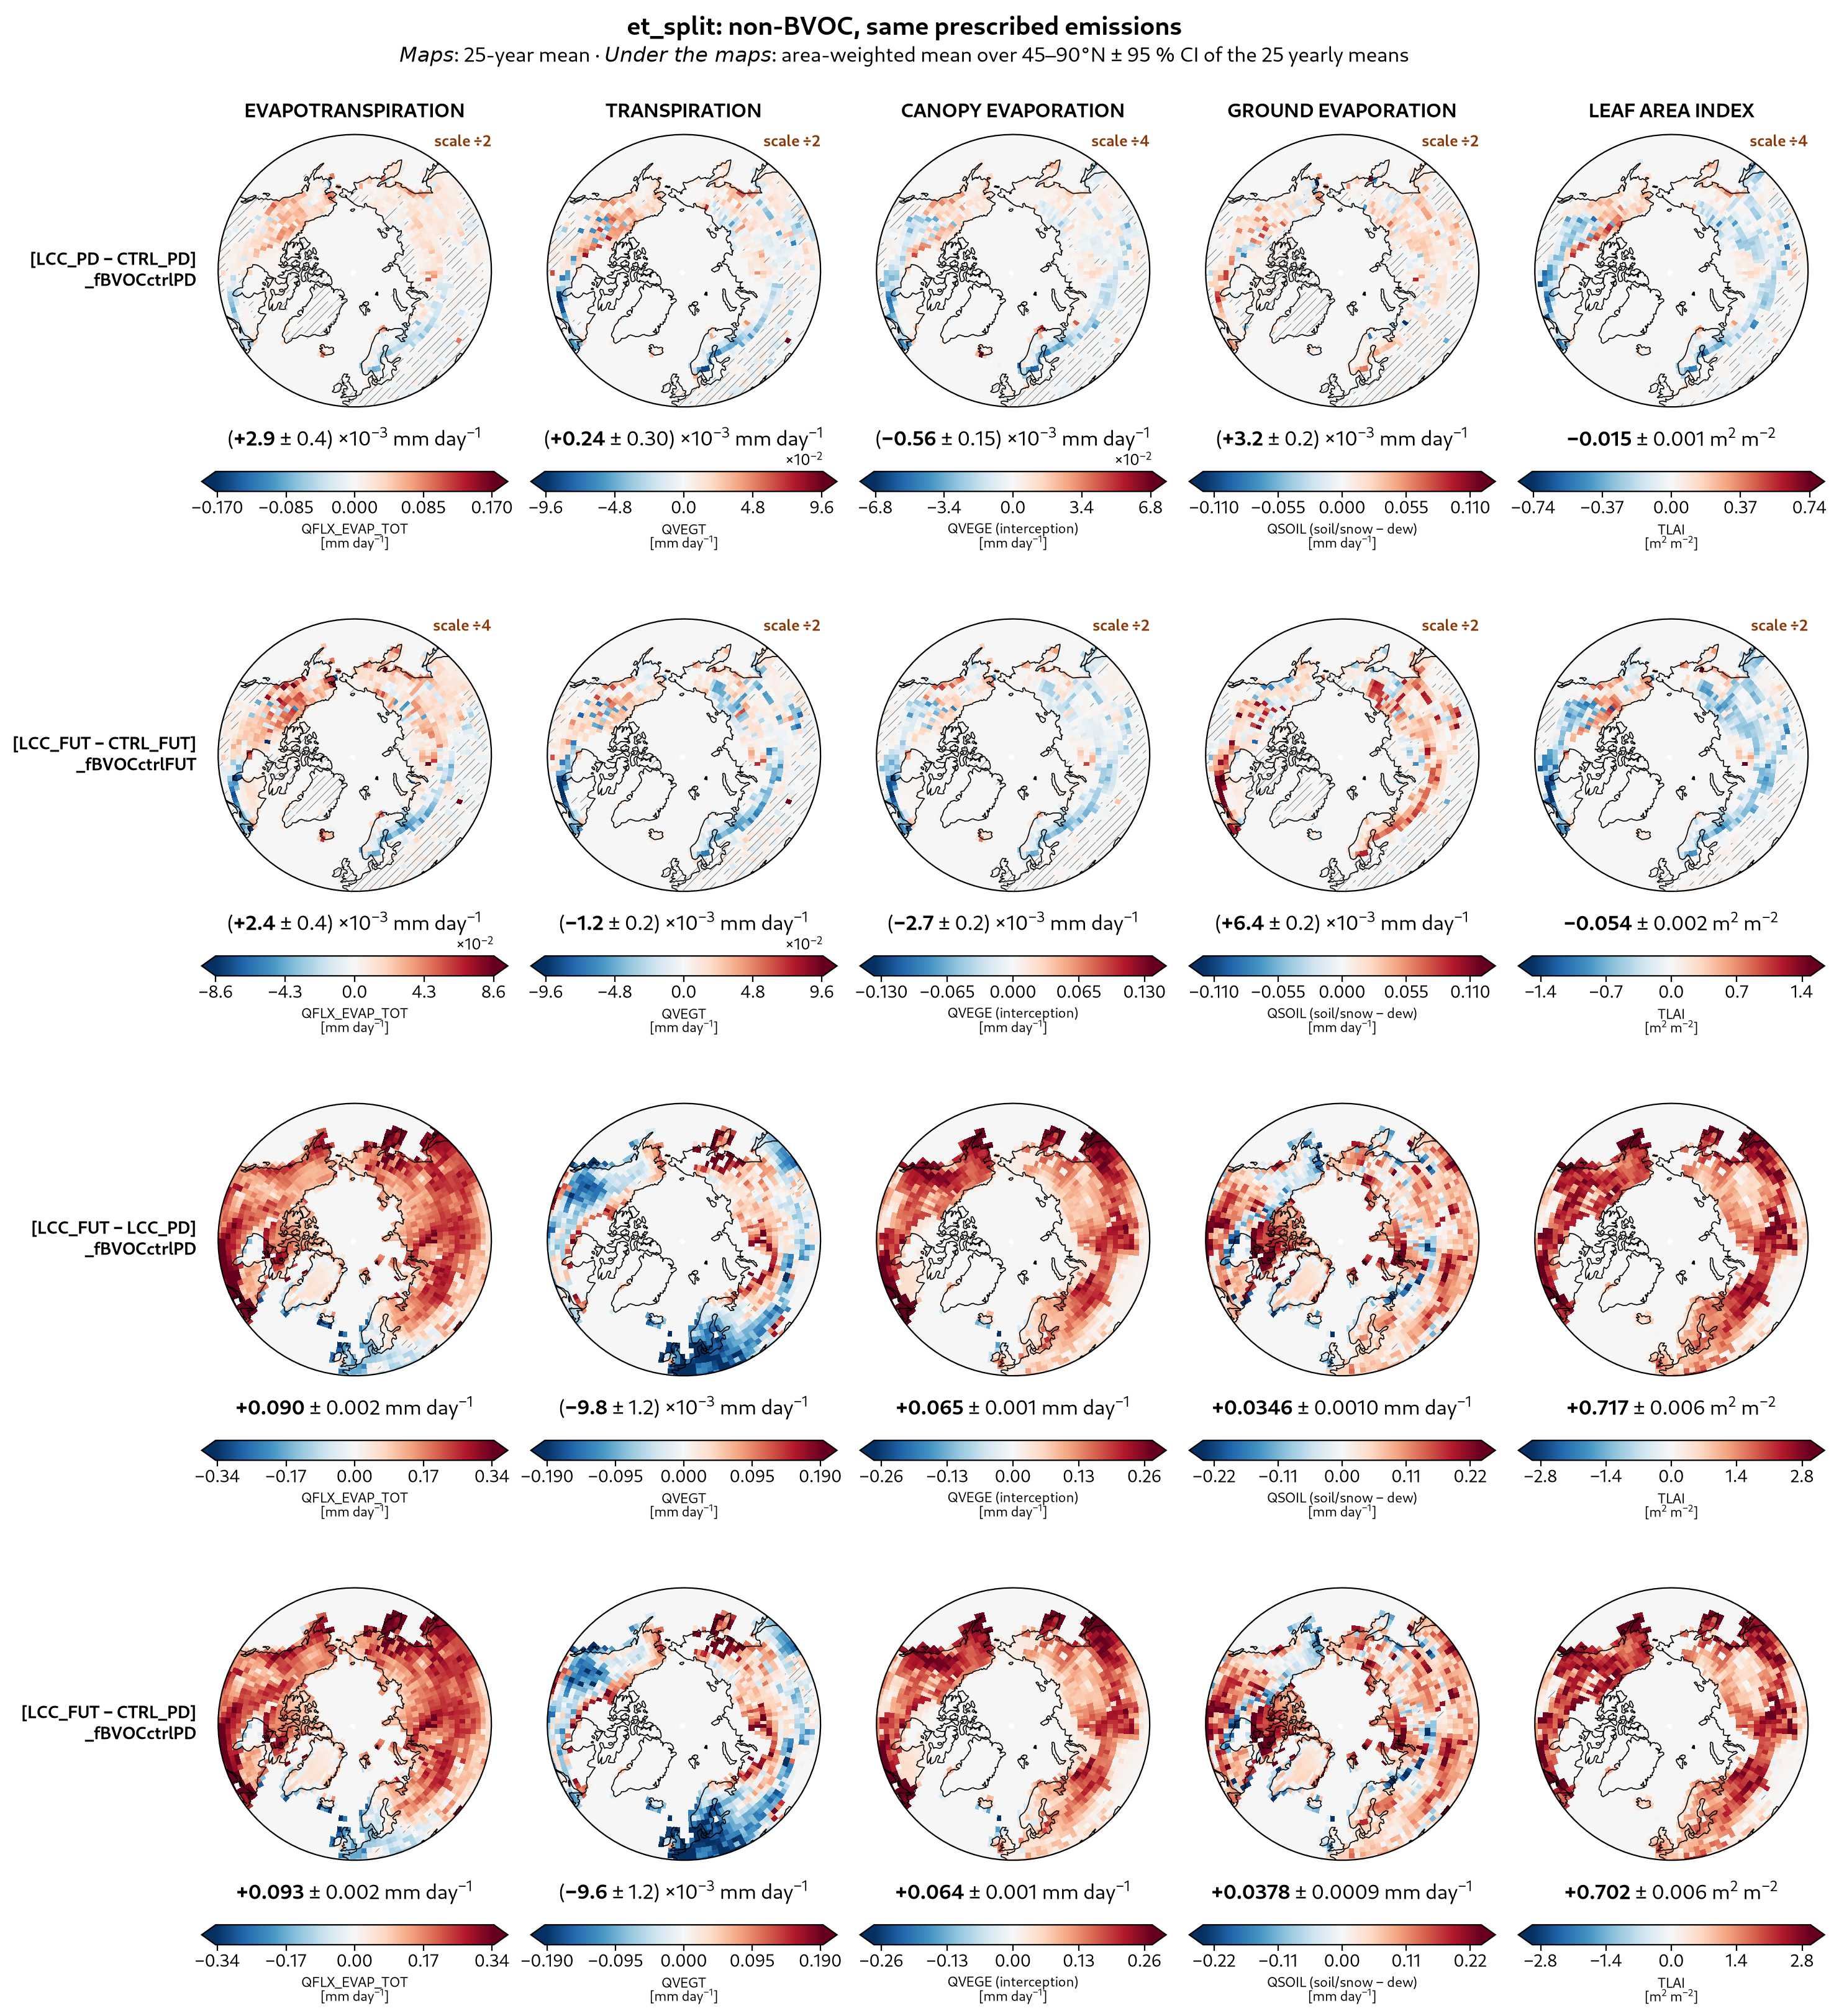 et_split: non-BVOC, same prescribed emissions
Maps: 25-year mean · Under the maps: area-weighted mean over 45–90°N ± 95 % CI of the 25 yearly means
EVAPOTRANSPIRATION TRANSPIRATION CANOPY EVAPORATION GROUND EVAPORATION LEAF AREA INDEX
scale ÷2 scale ÷2 scale ÷4 scale ÷2 scale ÷4
[LCC_PD − CTRL_PD]
_fBVOCctrlPD
(+2.9 ± 0.4) ×10⁻³ mm day⁻¹ (+0.24 ± 0.30) ×10⁻³ mm day⁻¹ (−0.56 ± 0.15) ×10⁻³ mm day⁻¹ (+3.2 ± 0.2) ×10⁻³ mm day⁻¹ −0.015 ± 0.001 m² m⁻²
×10⁻² ×10⁻²
−0.170 −0.085 0.000 0.085 0.170 −9.6 −4.8 0.0 4.8 9.6 −6.8 −3.4 0.0 3.4 6.8 −0.110 −0.055 0.000 0.055 0.110 −0.74 −0.37 0.00 0.37 0.74
QFLX_EVAP_TOT QVEGT QVEGE (interception) QSOIL (soil/snow − dew) TLAI
[mm day⁻¹] [mm day⁻¹] [mm day⁻¹] [mm day⁻¹] [m² m⁻²]
scale ÷4 scale ÷2 scale ÷2 scale ÷2 scale ÷2
[LCC_FUT − CTRL_FUT]
_fBVOCctrlFUT
(+2.4 ± 0.4) ×10⁻³ mm day⁻¹ (−1.2 ± 0.2) ×10⁻³ mm day⁻¹ (−2.7 ± 0.2) ×10⁻³ mm day⁻¹ (+6.4 ± 0.2) ×10⁻³ mm day⁻¹ −0.054 ± 0.002 m² m⁻²
×10⁻² ×10⁻²
−8.6 −4.3 0.0 4.3 8.6 −9.6 −4.8 0.0 4.8 9.6 −0.130 −0.065 0.000 0.065 0.130 −0.110 −0.055 0.000 0.055 0.110 −1.4 −0.7 0.0 0.7 1.4
QFLX_EVAP_TOT QVEGT QVEGE (interception) QSOIL (soil/snow − dew) TLAI
[mm day⁻¹] [mm day⁻¹] [mm day⁻¹] [mm day⁻¹] [m² m⁻²]
[LCC_FUT − LCC_PD]
_fBVOCctrlPD
+0.090 ± 0.002 mm day⁻¹ (−9.8 ± 1.2) ×10⁻³ mm day⁻¹ +0.065 ± 0.001 mm day⁻¹ +0.0346 ± 0.0010 mm day⁻¹ +0.717 ± 0.006 m² m⁻²
−0.34 −0.17 0.00 0.17 0.34 −0.190 −0.095 0.000 0.095 0.190 −0.26 −0.13 0.00 0.13 0.26 −0.22 −0.11 0.00 0.11 0.22 −2.8 −1.4 0.0 1.4 2.8
QFLX_EVAP_TOT QVEGT QVEGE (interception) QSOIL (soil/snow − dew) TLAI
[mm day⁻¹] [mm day⁻¹] [mm day⁻¹] [mm day⁻¹] [m² m⁻²]
[LCC_FUT − CTRL_PD]
_fBVOCctrlPD
+0.093 ± 0.002 mm day⁻¹ (−9.6 ± 1.2) ×10⁻³ mm day⁻¹ +0.064 ± 0.001 mm day⁻¹ +0.0378 ± 0.0009 mm day⁻¹ +0.702 ± 0.006 m² m⁻²
−0.34 −0.17 0.00 0.17 0.34 −0.190 −0.095 0.000 0.095 0.190 −0.26 −0.13 0.00 0.13 0.26 −0.22 −0.11 0.00 0.11 0.22 −2.8 −1.4 0.0 1.4 2.8
QFLX_EVAP_TOT QVEGT QVEGE (interception) QSOIL (soil/snow − dew) TLAI
[mm day⁻¹] [mm day⁻¹] [mm day⁻¹] [mm day⁻¹] [m² m⁻²]